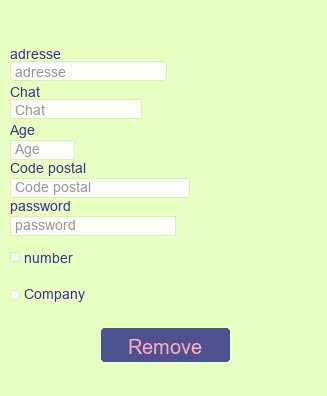 adresse
adresse
Chat
Chat
Age
Age
Code postal
Code postal
password
password
number
Company
Remove